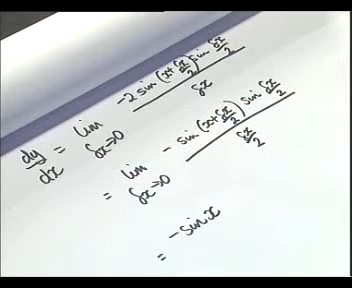 dy/dx = lim δx→0 -2 sin (x+δx/2) sin δx/2 / δx
= lim δx→0 - sin (x+δx/2) sin δx/2 / δx/2
= -sin x